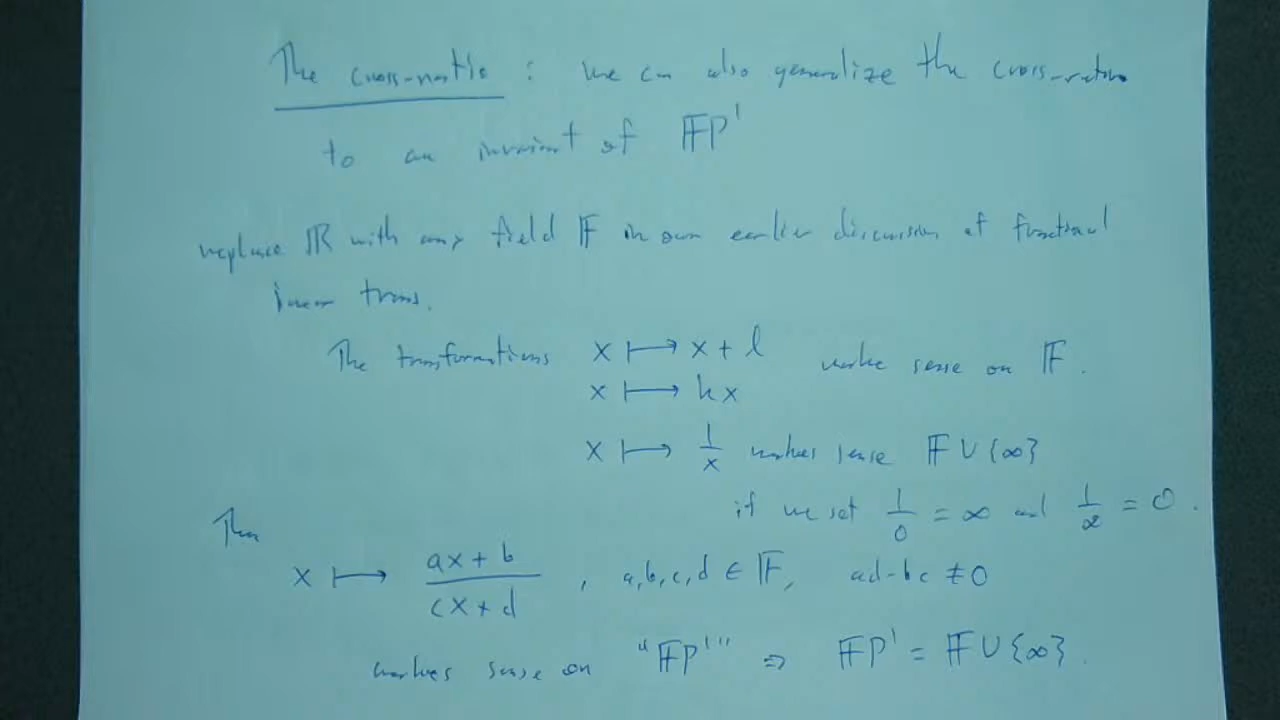 The cross-ratio : we can also generalize the cross-ratio
to an invariant of 𝔽P¹
replace ℝ with any field 𝔽 in our earlier discussion of fractional
linear trans.
The transformations x ↦ x + l make sense on 𝔽.
x ↦ kx
x ↦ 1/x makes sense 𝔽 ∪ {∞}
if we set 1/0 = ∞ and 1/∞ = 0.
Then
x ↦ (ax + b)/(cx + d) , a, b, c, d ∈ 𝔽, ad - bc ≠ 0
makes sense on "𝔽P¹" ⇒ 𝔽P¹ = 𝔽 ∪ {∞}.